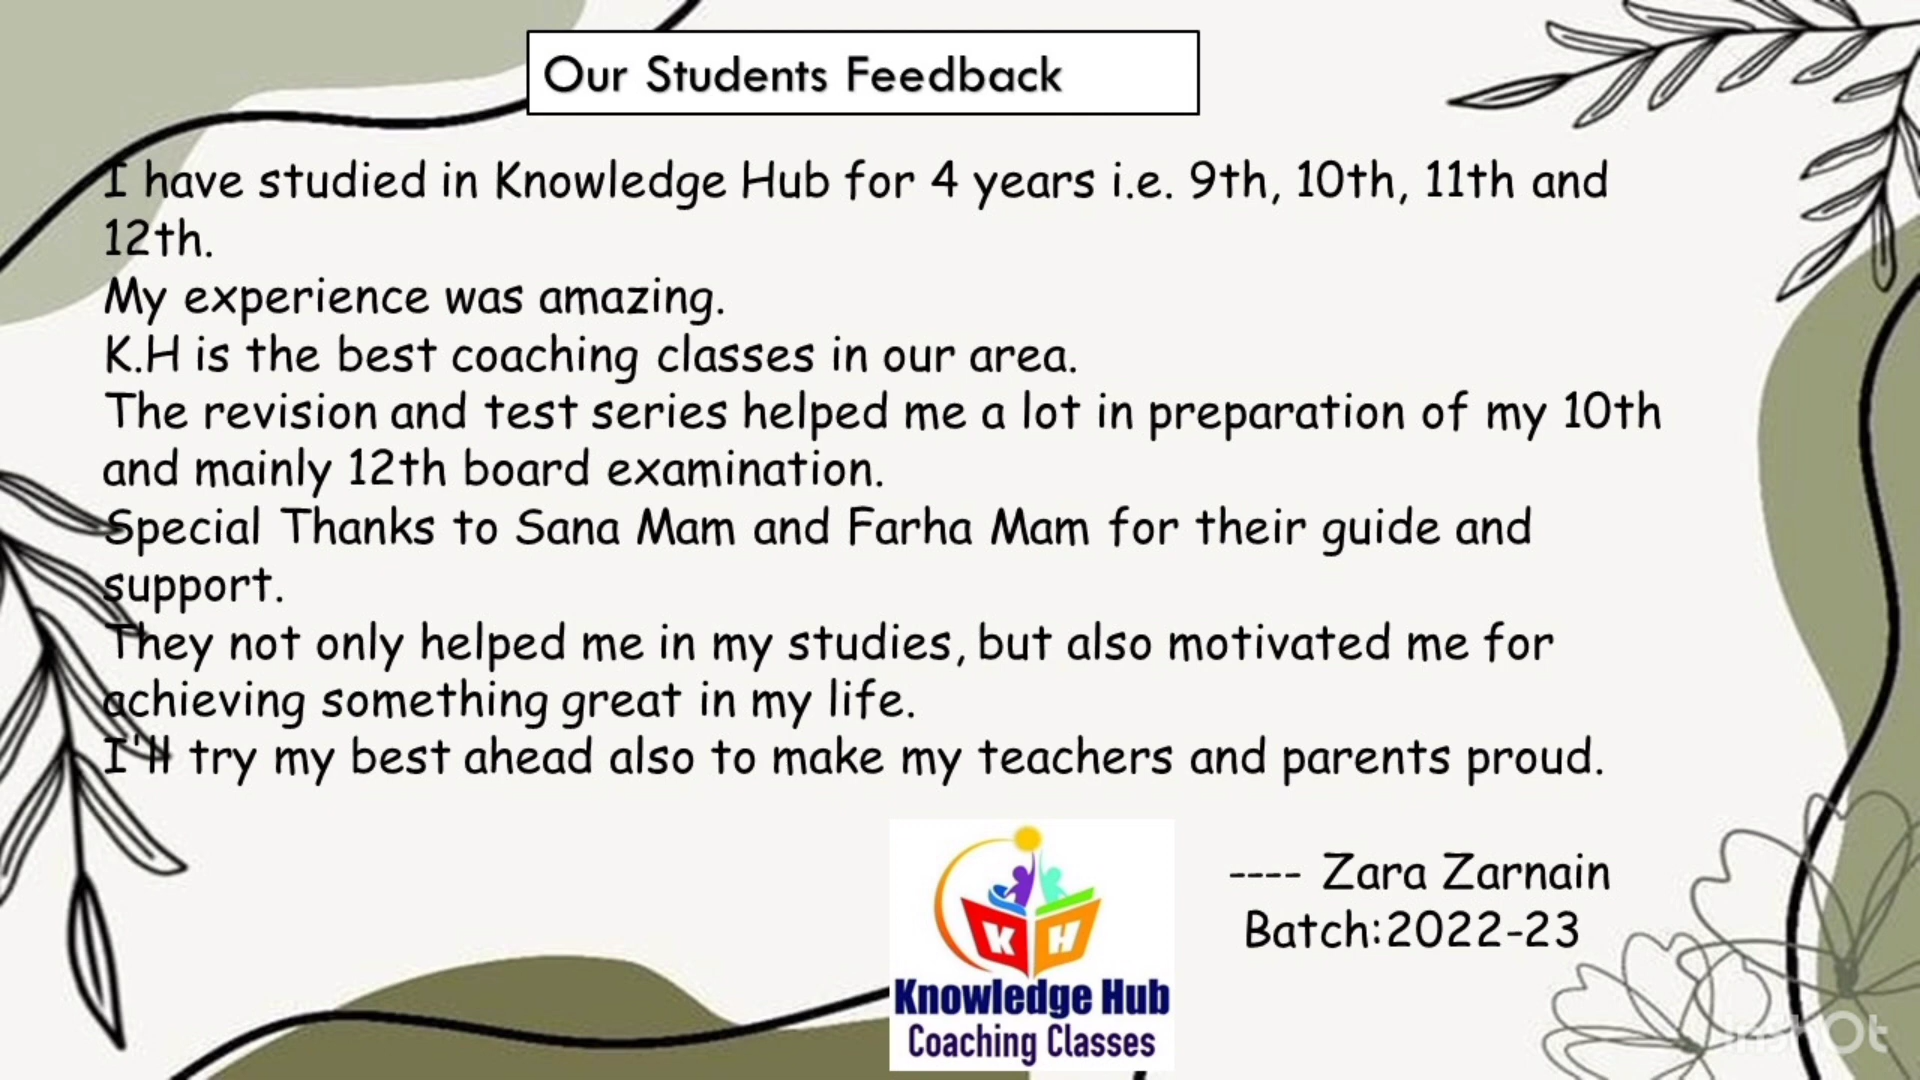 Our Students Feedback
I have studied in Knowledge Hub for 4 years i.e. 9th, 10th, 11th and
12th.
My experience was amazing.
K.H is the best coaching classes in our area.
The revision and test series helped me a lot in preparation of my 10th
and mainly 12th board examination.
Special Thanks to Sana Mam and Farha Mam for their guide and
support.
They not only helped me in my studies, but also motivated me for
achieving something great in my life.
I'll try my best ahead also to make my teachers and parents proud.
---- Zara Zarnain
Batch:2022-23
K H
Knowledge Hub
Coaching Classes
InShOt